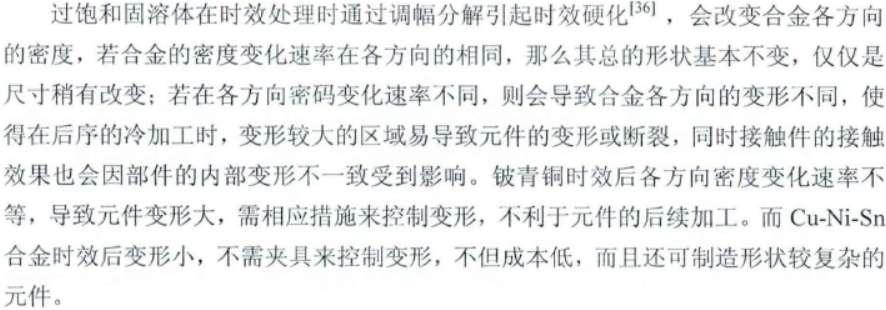 过饱和固溶体在时效处理时通过调幅分解引起时效硬化[36]，会改变合金各方向
的密度，若合金的密度变化速率在各方向的相同，那么其总的形状基本不变，仅仅是
尺寸稍有改变；若在各方向密码变化速率不同，则会导致合金各方向的变形不同，使
得在后序的冷加工时，变形较大的区域易导致元件的变形或断裂，同时接触件的接触
效果也会因部件的内部变形不一致受到影响。铍青铜时效后各方向密度变化速率不
等，导致元件变形大，需相应措施来控制变形，不利于元件的后续加工。而 Cu-Ni-Sn
合金时效后变形小，不需夹具来控制变形，不但成本低，而且还可制造形状较复杂的
元件。